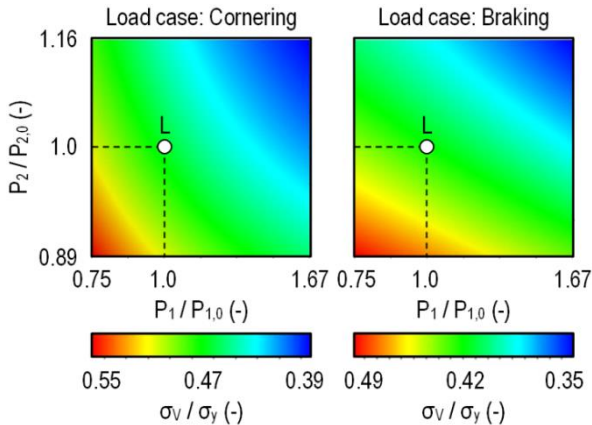 Load case: Cornering
Load case: Braking
P₂ / P₂,₀ (-)
1.16
1.0
0.89
L
L
0.75 1.0 1.67
0.75 1.0 1.67
P₁ / P₁,₀ (-)
P₁ / P₁,₀ (-)
0.55 0.47 0.39
0.49 0.42 0.35
σV / σy (-)
σV / σy (-)